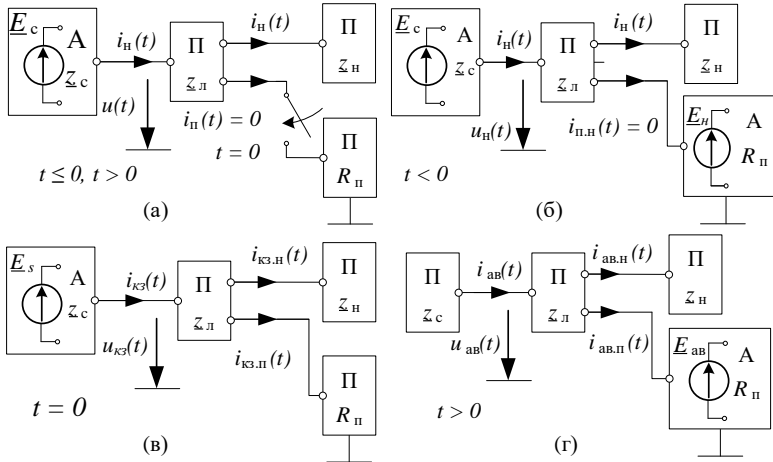 E с
A
z с
i н (t)
u(t)
П
z л
i н (t)
П
z н
i п (t) = 0
t = 0
П
R п
t ≤ 0, t > 0
(а)
E с
A
z с
i н (t)
u н (t)
П
z л
i н (t)
П
z н
i п.н (t) = 0
E н
A
R п
t < 0
(б)
E s
A
z с
i кз (t)
u кз (t)
П
z л
i кз.н (t)
П
z н
i кз.п (t)
П
R п
t = 0
(в)
П
z с
i ав (t)
u ав (t)
П
z л
i ав.н (t)
П
z н
i ав.п (t)
E ав
A
R п
t > 0
(г)